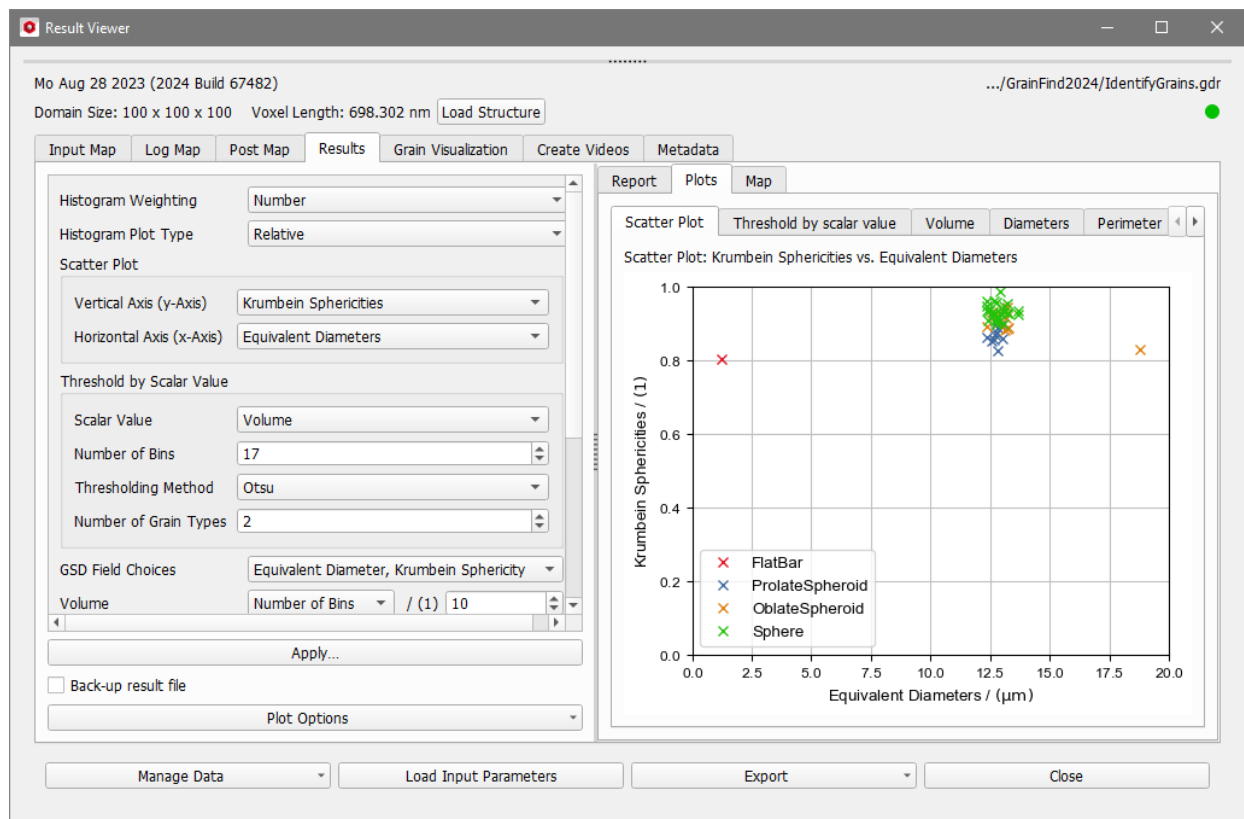 Result Viewer
Mo Aug 28 2023 (2024 Build 67482)
.../GrainFind2024/IdentifyGrains.gdr
Domain Size: 100 x 100 x 100 Voxel Length: 698.302 nm Load Structure
Input Map Log Map Post Map Results Grain Visualization Create Videos Metadata
Histogram Weighting Number
Histogram Plot Type Relative
Scatter Plot
Vertical Axis (y-Axis) Krumbein Sphericities
Horizontal Axis (x-Axis) Equivalent Diameters
Threshold by Scalar Value
Scalar Value Volume
Number of Bins 17
Thresholding Method Otsu
Number of Grain Types 2
GSD Field Choices Equivalent Diameter, Krumbein Sphericity
Volume Number of Bins / (1) 10
Apply...
Back-up result file
Plot Options
Report Plots Map
Scatter Plot Threshold by scalar value Volume Diameters Perimeter
Scatter Plot: Krumbein Sphericities vs. Equivalent Diameters
Krumbein Sphericities / (1)
1.0
0.8
0.6
0.4
0.2
0.0
FlatBar
ProlateSpheroid
OblateSpheroid
Sphere
0.0 2.5 5.0 7.5 10.0 12.5 15.0 17.5 20.0
Equivalent Diameters / (μm)
Manage Data Load Input Parameters Export Close